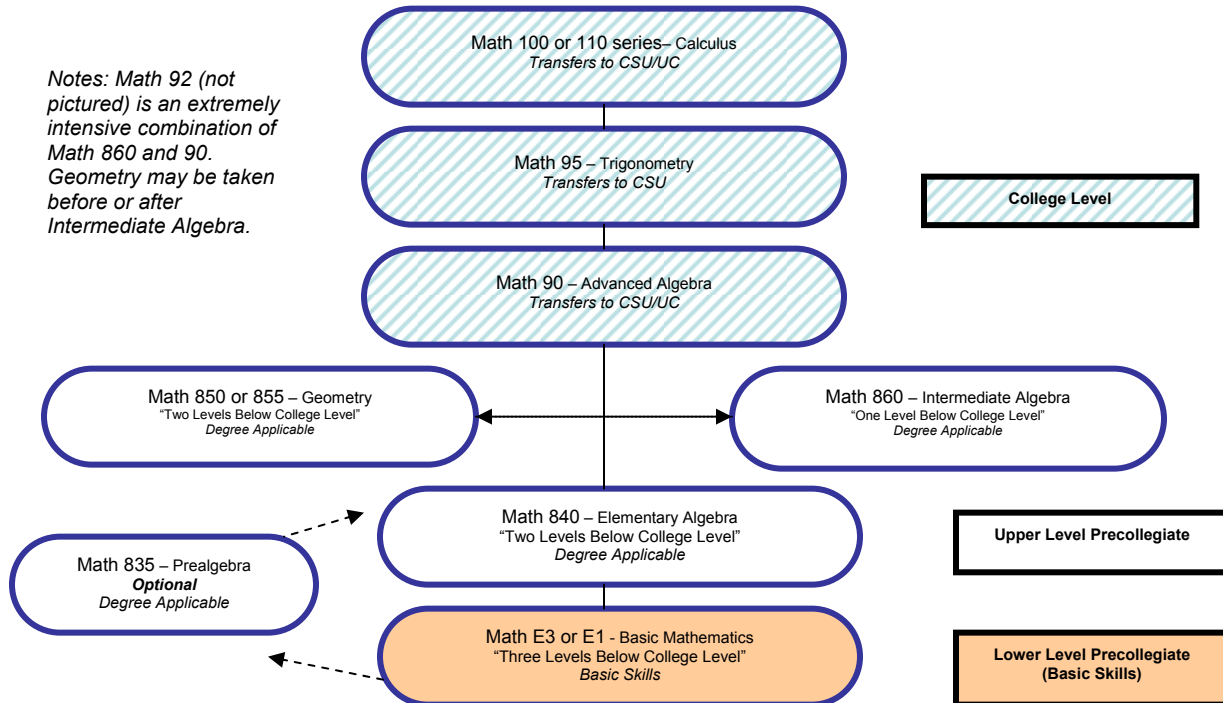 Math 100 or 110 series– Calculus
Transfers to CSU/UC
Notes: Math 92 (not
pictured) is an extremely
intensive combination of
Math 860 and 90.
Geometry may be taken
before or after
Intermediate Algebra.
Math 95 – Trigonometry
Transfers to CSU
College Level
Math 90 – Advanced Algebra
Transfers to CSU/UC
Math 850 or 855 – Geometry
“Two Levels Below College Level”
Degree Applicable
Math 860 – Intermediate Algebra
“One Level Below College Level”
Degree Applicable
Math 840 – Elementary Algebra
“Two Levels Below College Level”
Degree Applicable
Upper Level Precollegiate
Math 835 – Prealgebra
Optional
Degree Applicable
Math E3 or E1 - Basic Mathematics
“Three Levels Below College Level”
Basic Skills
Lower Level Precollegiate
(Basic Skills)